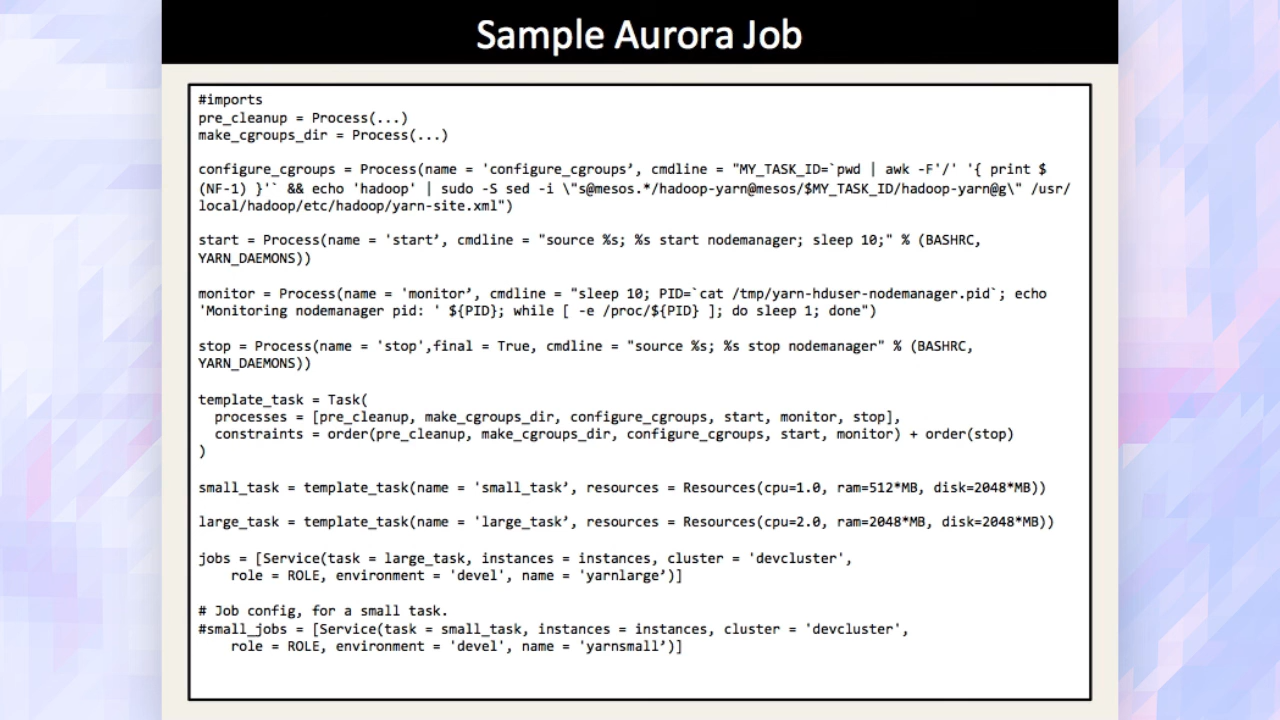 Sample Aurora Job
#imports
pre_cleanup = Process(...)
make_cgroups_dir = Process(...)
configure_cgroups = Process(name = 'configure_cgroups’, cmdline = "MY_TASK_ID=`pwd | awk -F'/' '{ print $
(NF-1) }'` && echo 'hadoop' | sudo -S sed -i \"s@mesos.*/hadoop-yarn@mesos/$MY_TASK_ID/hadoop-yarn@g\" /usr/
local/hadoop/etc/hadoop/yarn-site.xml")
start = Process(name = 'start’, cmdline = "source %s; %s start nodemanager; sleep 10;" % (BASHRC,
YARN_DAEMONS))
monitor = Process(name = 'monitor’, cmdline = "sleep 10; PID=`cat /tmp/yarn-hduser-nodemanager.pid`; echo
'Monitoring nodemanager pid: ' ${PID}; while [ -e /proc/${PID} ]; do sleep 1; done")
stop = Process(name = 'stop',final = True, cmdline = "source %s; %s stop nodemanager" % (BASHRC,
YARN_DAEMONS))
template_task = Task(
  processes = [pre_cleanup, make_cgroups_dir, configure_cgroups, start, monitor, stop],
  constraints = order(pre_cleanup, make_cgroups_dir, configure_cgroups, start, monitor) + order(stop)
)
small_task = template_task(name = 'small_task’, resources = Resources(cpu=1.0, ram=512*MB, disk=2048*MB))
large_task = template_task(name = 'large_task’, resources = Resources(cpu=2.0, ram=2048*MB, disk=2048*MB))
jobs = [Service(task = large_task, instances = instances, cluster = 'devcluster',
    role = ROLE, environment = 'devel', name = 'yarnlarge’)]
# Job config, for a small task.
#small_jobs = [Service(task = small_task, instances = instances, cluster = 'devcluster',
    role = ROLE, environment = 'devel', name = 'yarnsmall’)]